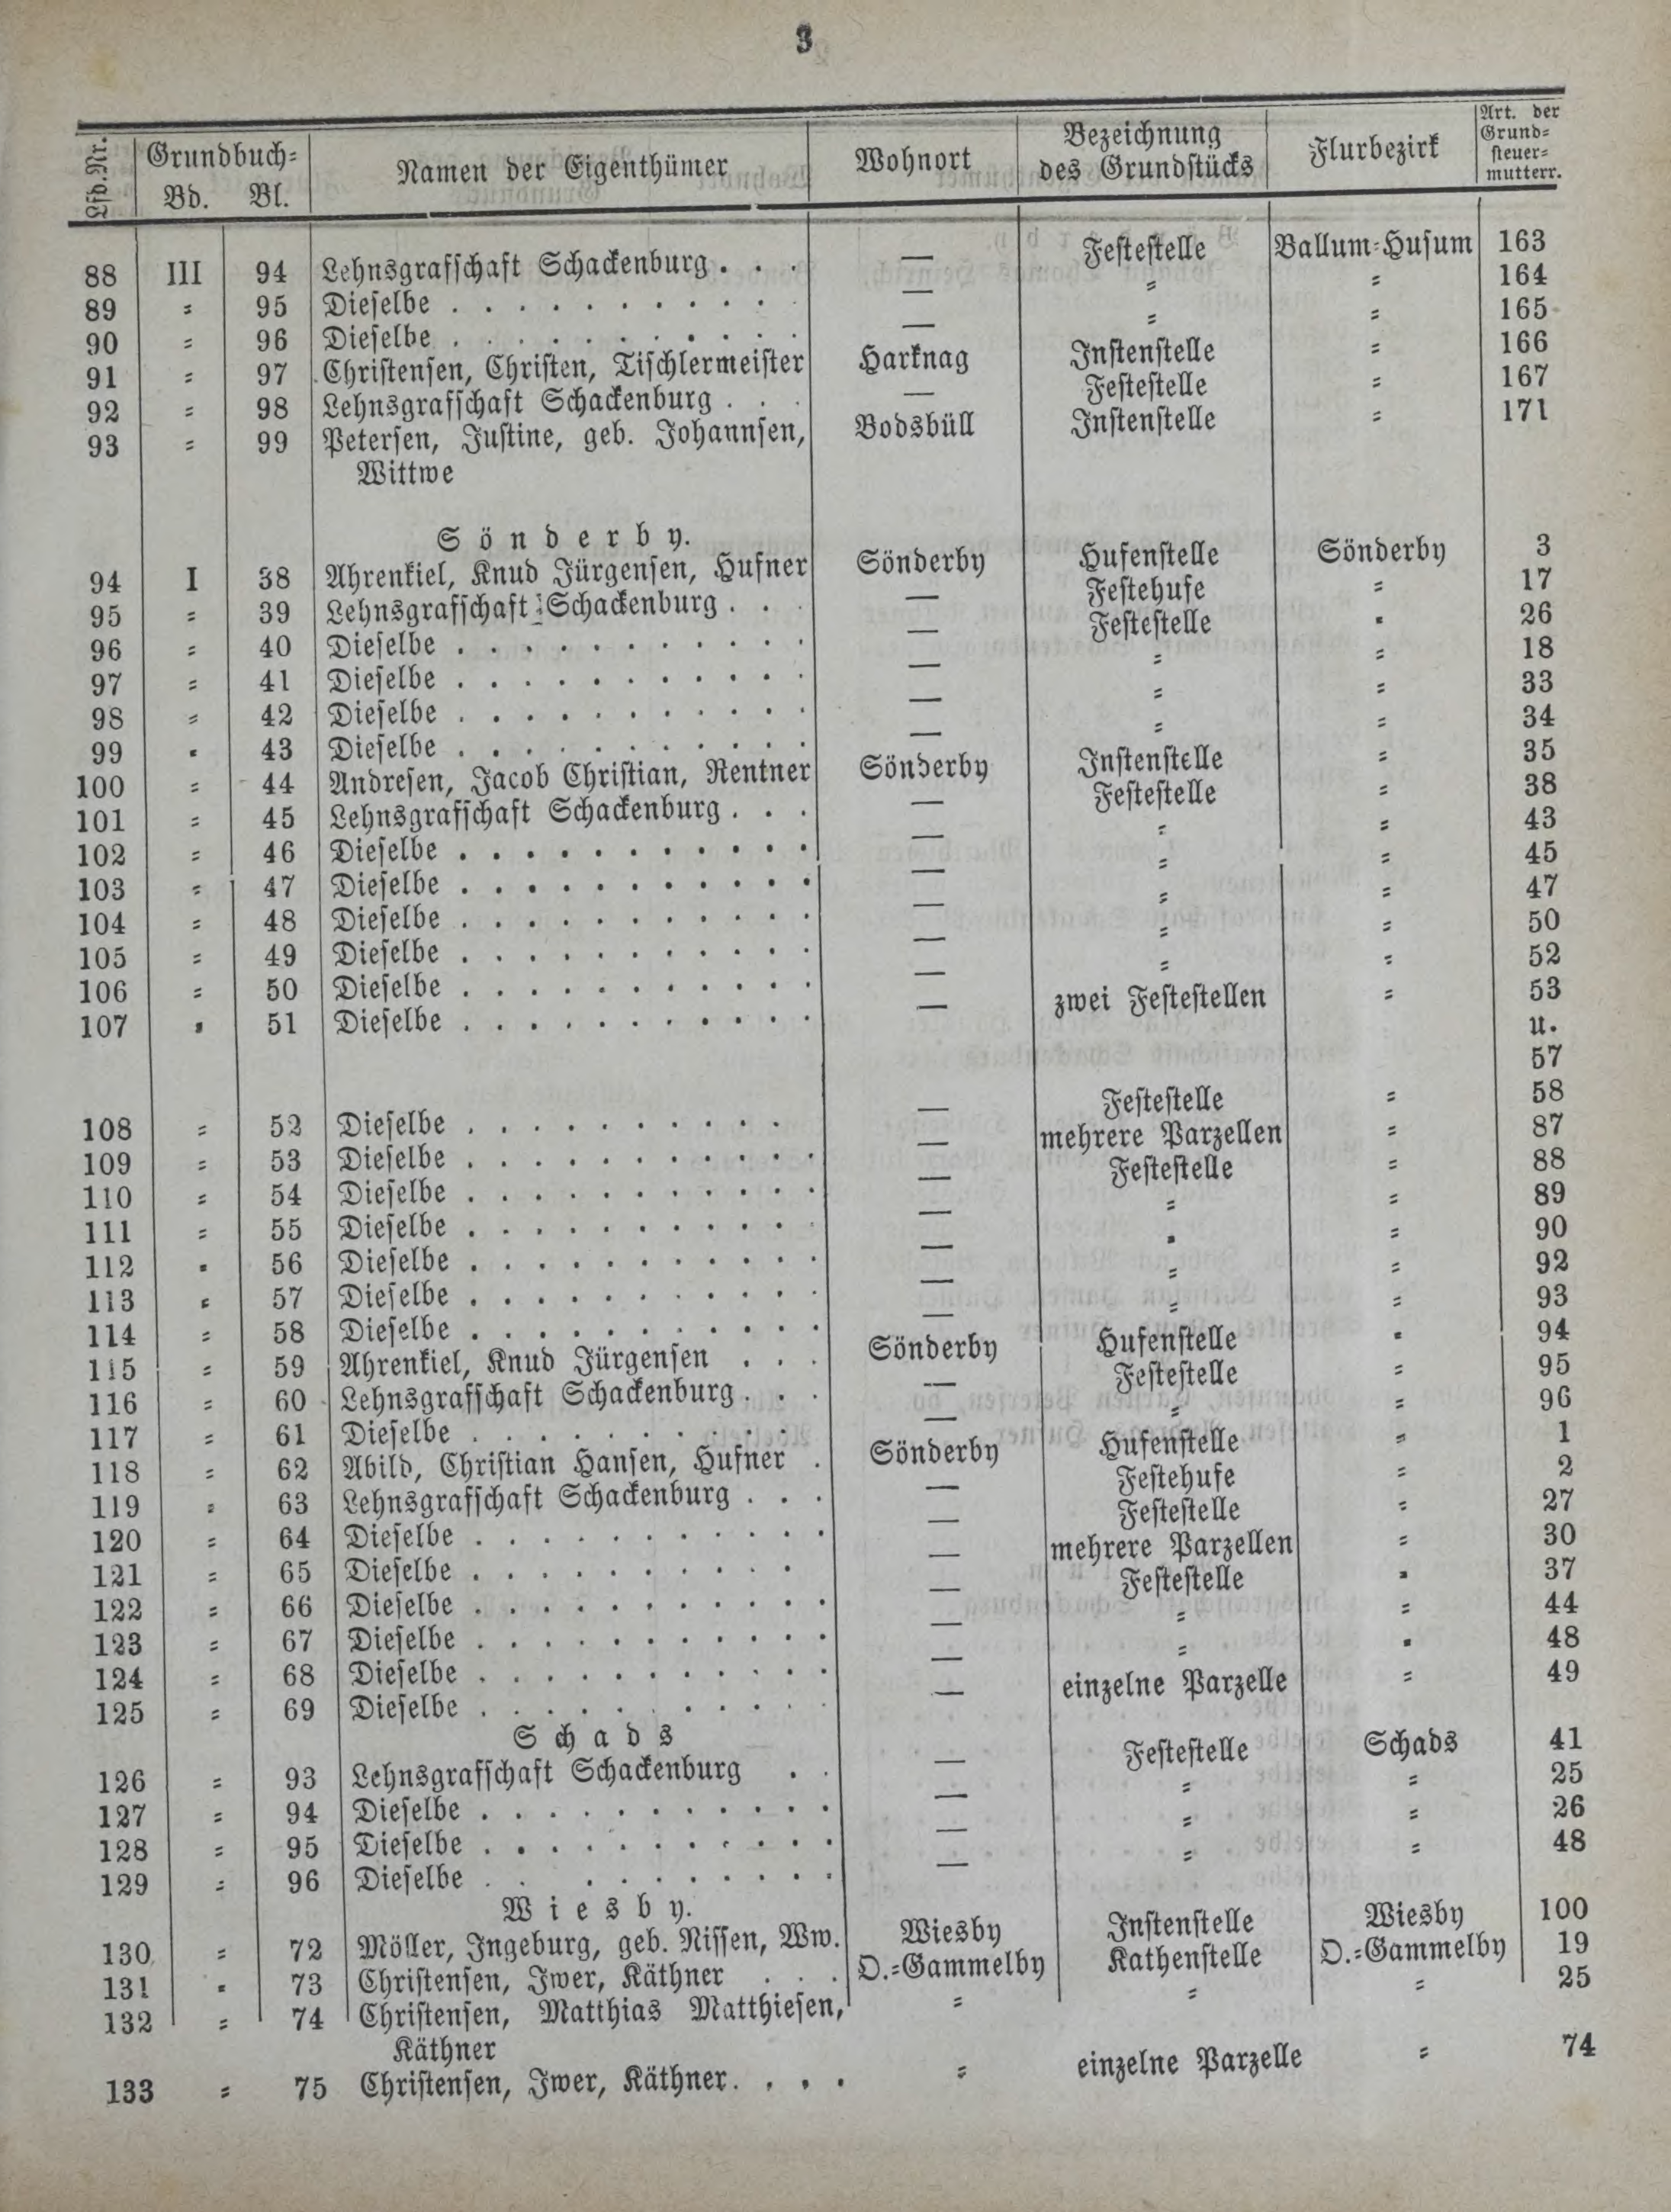 3
Lfd.Nr. Grundbuch= Bd. Bl. Namen der Eigenthümer Wohnort Bezeichnung des Grundstücks Flurbezirk Art. der Grund= steuer= mutterr.
88 III 94 Lehnsgrafschaft Schackenburg . . . — Festestelle Ballum=Husum 163
89 = 95 Dieselbe . . . . . . . . . . . — = = 164
90 = 96 Dieselbe . . . . . . . . . . . — = = 165
91 = 97 Christensen, Christen, Tischlermeister Harknag Instenstelle = 166
92 = 98 Lehnsgrafschaft Schackenburg . . . — Festestelle = 167
93 = 99 Petersen, Justine, geb. Johannsen, Bodsbüll Instenstelle = 171
Wittwe
Sönderby.
94 I 38 Ahrenkiel, Knud Jürgensen, Hufner Sönderby Hufenstelle Sönderby 3
95 = 39 Lehnsgrafschaft Schackenburg . . . — Festehufe = 17
96 = 40 Dieselbe . . . . . . . . . . . — Festestelle = 26
97 = 41 Dieselbe . . . . . . . . . . . — = = 18
98 = 42 Dieselbe . . . . . . . . . . . — = = 33
99 = 43 Dieselbe . . . . . . . . . . . — = = 34
100 = 44 Andresen, Jacob Christian, Rentner Sönderby Instenstelle = 35
101 = 45 Lehnsgrafschaft Schackenburg . . . — Festestelle = 38
102 = 46 Dieselbe . . . . . . . . . . . — = = 43
103 = 47 Dieselbe . . . . . . . . . . . — = = 45
104 = 48 Dieselbe . . . . . . . . . . . — = = 47
105 = 49 Dieselbe . . . . . . . . . . . — = = 50
106 = 50 Dieselbe . . . . . . . . . . . — = = 52
107 = 51 Dieselbe . . . . . . . . . . . — zwei Festestellen = 53
u.
57
108 = 52 Dieselbe . . . . . . . . . . — Festestelle = 58
109 = 53 Dieselbe . . . . . . . . . . . — mehrere Parzellen = 87
110 = 54 Dieselbe . . . . . . . . . . . — Festestelle = 88
111 = 55 Dieselbe . . . . . . . . . . . — = = 89
112 = 56 Dieselbe . . . . . . . . . . . — = = 90
113 = 57 Dieselbe . . . . . . . . . . . — = = 92
114 = 58 Dieselbe . . . . . . . . . . . — = = 93
115 = 59 Ahrenkiel, Knud Jürgensen . . . Sönderby Hufenstelle = 94
116 = 60 Lehnsgrafschaft Schackenburg . . . — Festestelle = 95
117 = 61 Dieselbe . . . . . . . . . . — = = 96
118 = 62 Abild, Christian Hansen, Hufner . Sönderby Hufenstelle = 1
119 = 63 Lehnsgrafschaft Schackenburg . . . — Festehufe = 2
120 = 64 Dieselbe . . . . . . . . . . . — Festestelle = 27
121 = 65 Dieselbe . . . . . . . . . . — mehrere Parzellen = 30
122 = 66 Dieselbe . . . . . . . . . . . — Festestelle = 37
123 = 67 Dieselbe . . . . . . . . . . . — = = 44
124 = 68 Dieselbe . . . . . . . . . . . — = = 48
125 = 69 Dieselbe . . . . . . . . . . . — einzelne Parzelle = 49
Schads
126 = 93 Lehnsgrafschaft Schackenburg . . — Festestelle Schads 41
127 = 94 Dieselbe . . . . . . . . . . . — = = 25
128 = 95 Dieselbe . . . . . . . . . . . — = = 26
129 = 96 Dieselbe . . . . . . . . . . — = = 48
Wiesby.
130 = 72 Möller, Ingeburg, geb. Nissen, Ww. Wiesby Instenstelle Wiesby 100
131 = 73 Christensen, Iwer, Käthner . . . O.=Gammelby Kathenstelle O.=Gammelby 19
132 = 74 Christensen, Matthias Matthiesen, = = = 25
Käthner
133 = 75 Christensen, Iwer, Käthner. . . . = einzelne Parzelle = 74